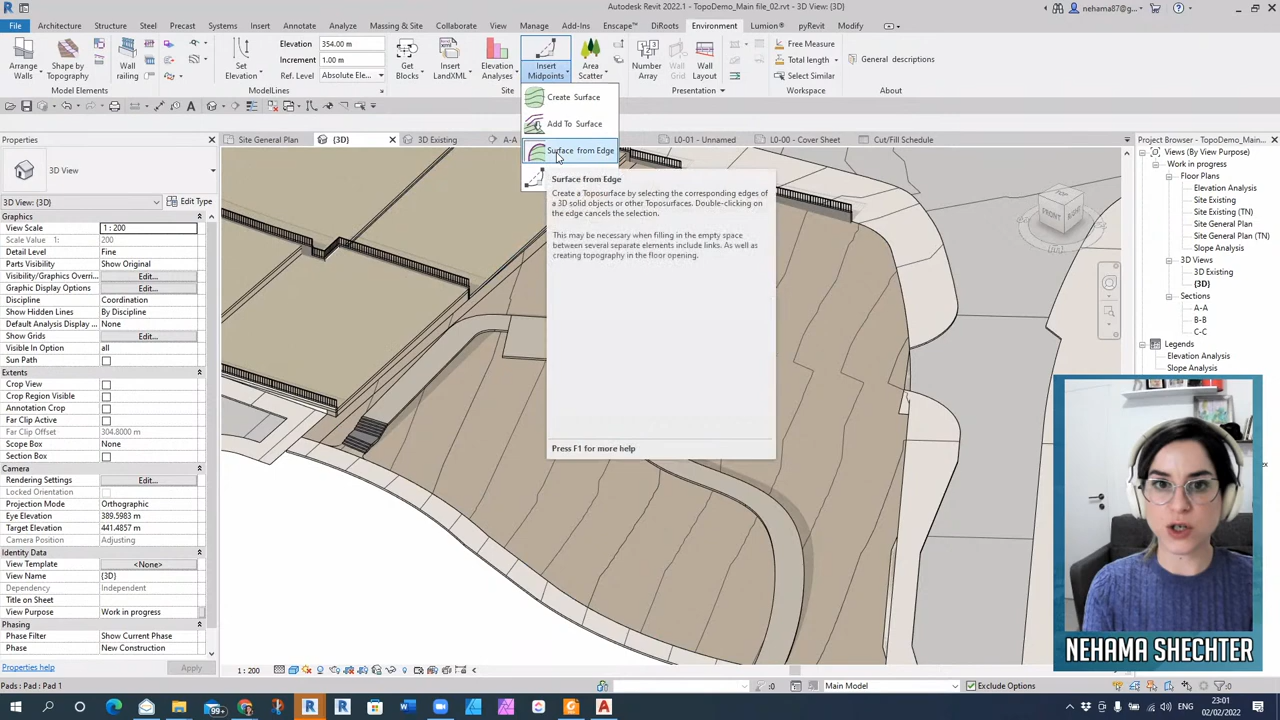 Autodesk Revit 2022.1 - TopoDemo_Main file_02.rvt - 3D View: {3D}
nehama87@g...
File Architecture Structure Steel Precast Systems Insert Annotate Analyze Massing & Site Collaborate View Manage Add-Ins Enscape™ DiRoots Environment Lumion® pyRevit Modify
Arrange Walls
Shape by Topography
Wall railing
Set Elevation
Elevation 354.00 m
Increment 1.00 m
Ref. Level Absolute Ele...
Get Blocks
Insert LandXML
Elevation Analyses
Insert Midpoints
Area Scatter
Number Array
Wall Grid
Wall Layout
Free Measure
Total length
Select Similar
General descriptions
Model Elements
ModelLines
Site
Presentation
Workspace
About
Create Surface
Add To Surface
Surface from Edge
Surface from Edge
Create a Toposurface by selecting the corresponding edges of
a 3D solid objects or other Toposurfaces. Double-clicking on
the edge cancels the selection.
This may be necessary when filling in the empty space
between several separate elements include links. As well as
creating topography in the floor opening.
Press F1 for more help
Site General Plan
{3D}
3D Existing
A-A
L0-01 - Unnamed
L0-00 - Cover Sheet
Cut/Fill Schedule
Properties
3D View
3D View: {3D}
Edit Type
Graphics
View Scale 1 : 200
Scale Value 1: 200
Detail Level Fine
Parts Visibility Show Original
Visibility/Graphics Overri... Edit...
Graphic Display Options Edit...
Discipline Coordination
Show Hidden Lines By Discipline
Default Analysis Display ... None
Show Grids Edit...
Visible In Option all
Sun Path
Extents
Crop View
Crop Region Visible
Annotation Crop
Far Clip Active
Far Clip Offset 304.8000 m
Scope Box None
Section Box
Camera
Rendering Settings Edit...
Locked Orientation
Projection Mode Orthographic
Eye Elevation 389.5983 m
Target Elevation 441.4857 m
Camera Position Adjusting
Identity Data
View Template <None>
View Name {3D}
Dependency Independent
Title on Sheet
View Purpose Work in progress
Phasing
Phase Filter Show Current Phase
Phase New Construction
Properties help
Apply
FRONT
RIGHT
Project Browser - TopoDemo_Main...
Views (By View Purpose)
Work in progress
Floor Plans
Elevation Analysis
Site Existing
Site Existing (TN)
Site General Plan
Site General Plan (TN)
Slope Analysis
3D Views
3D Existing
{3D}
Sections
A-A
B-B
C-C
Legends
Elevation Analysis
Slope Analysis
NEHAMA SHECHTER
1 : 200
Pads : Pad : Pad 1
:0
Main Model
Exclude Options
:0
99+
ENG
23:01
02/02/2022